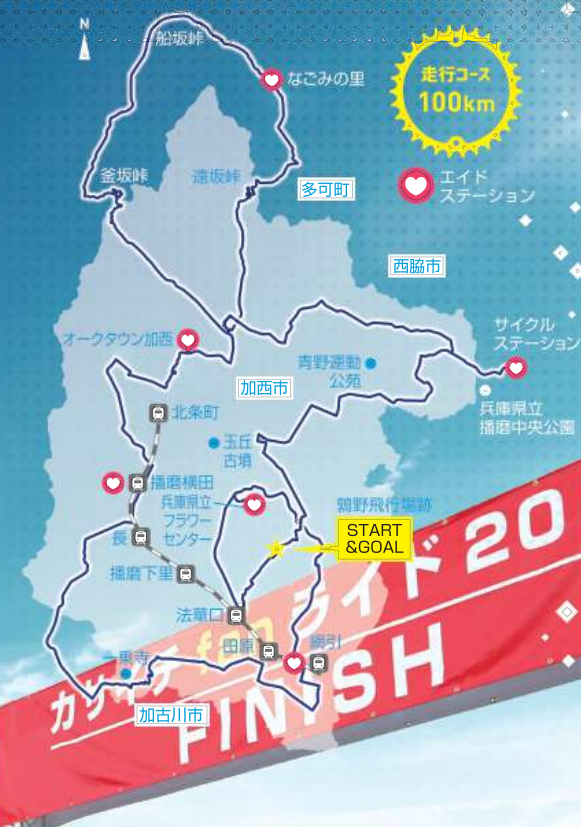 N
船坂峠
なごみの里
走行コース
100km
釜坂峠
遠坂峠
多可町
エイド
ステーション
西脇市
オークタウン加西
サイクル
ステーション
青野運動
公苑
加西市
兵庫県立
播磨中央公園
北条町
玉丘
古墳
播磨横田
兵庫県立
フラワー
センター
鶉野飛行場跡
START
&GOAL
長
播磨下里
法華口
田原
網引
一乗寺
加古川市
ライド 20
FINISH